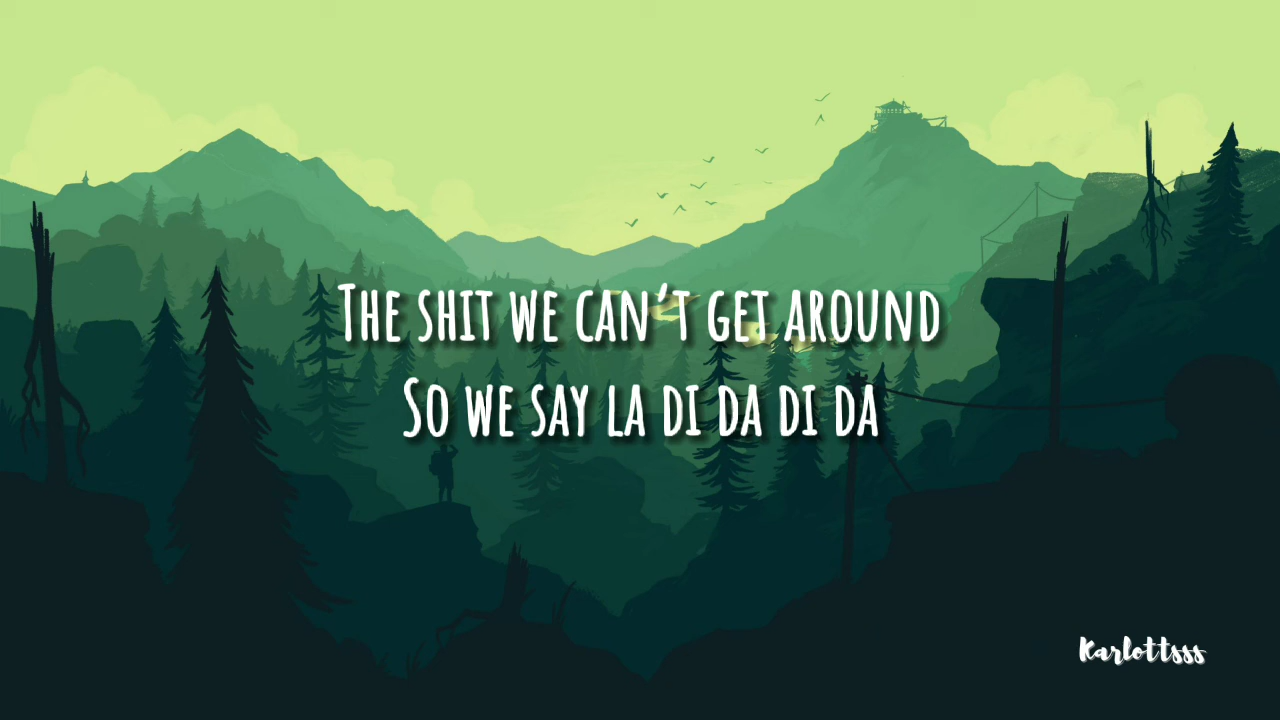 The shit we can't get around
So we say la di da di da
Karlottsss